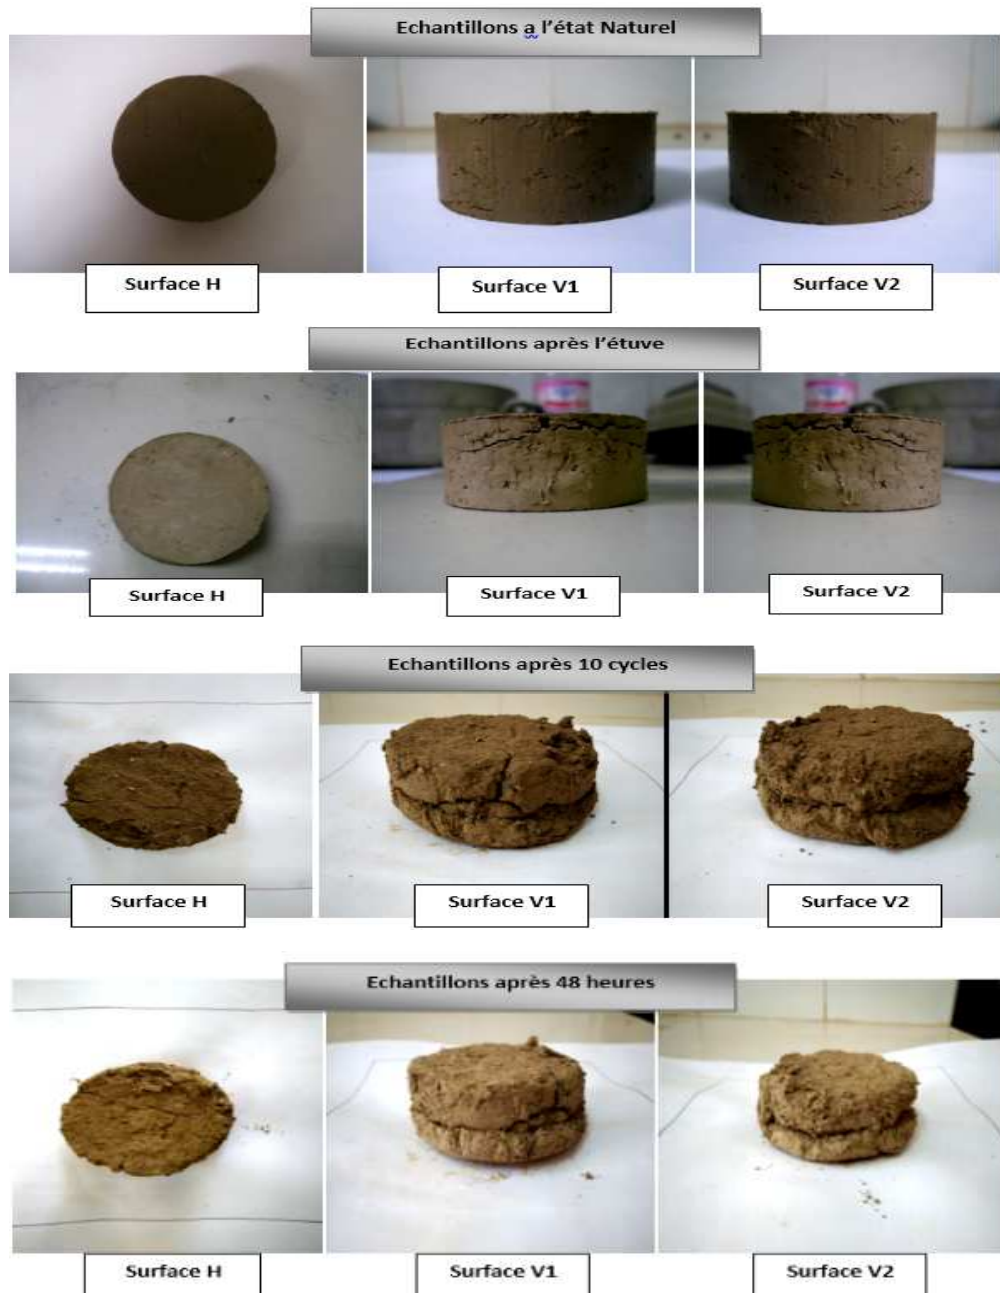 Echantillons a l'état Naturel
Surface H
Surface V1
Surface V2
Echantillons après l'étuve
Surface H
Surface V1
Surface V2
Echantillons après 10 cycles
Surface H
Surface V1
Surface V2
Echantillons après 48 heures
Surface H
Surface V1
Surface V2